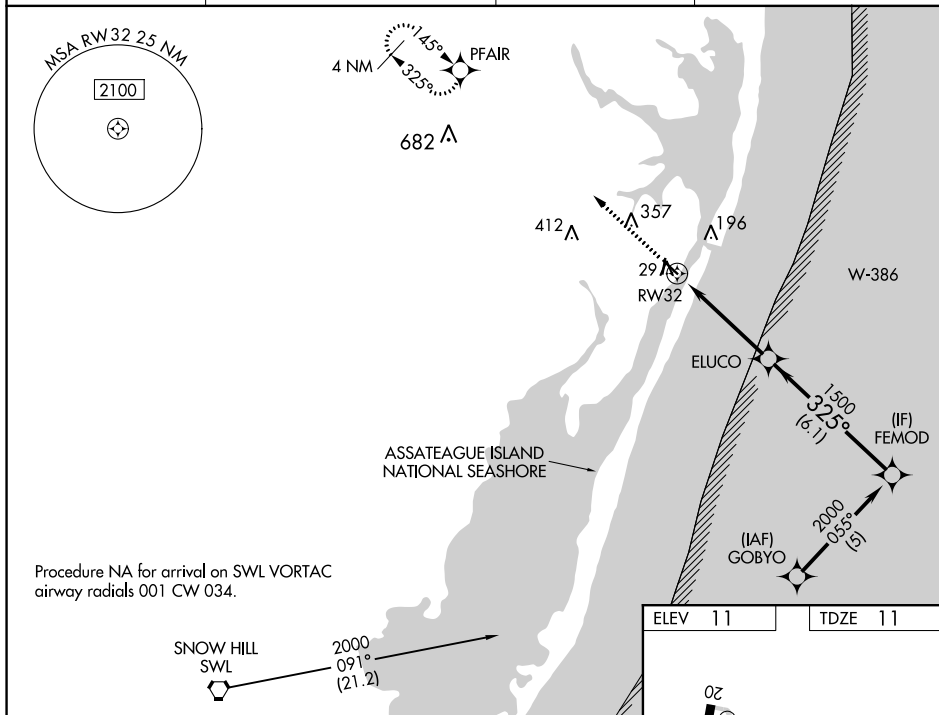 MSA RW32 25 NM
2100
4 NM
145°
325°
PFAIR
682
412
357
196
29
RW32
W-386
ELUCO
1500
325°
(6.1)
(IF)
FEMOD
ASSATEAGUE ISLAND
NATIONAL SEASHORE
2000
055°
(5)
(IAF)
GOBYO
Procedure NA for arrival on SWL VORTAC
airway radials 001 CW 034.
SNOW HILL
SWL
2000
091°
(21.2)
ELEV 11
TDZE 11
20